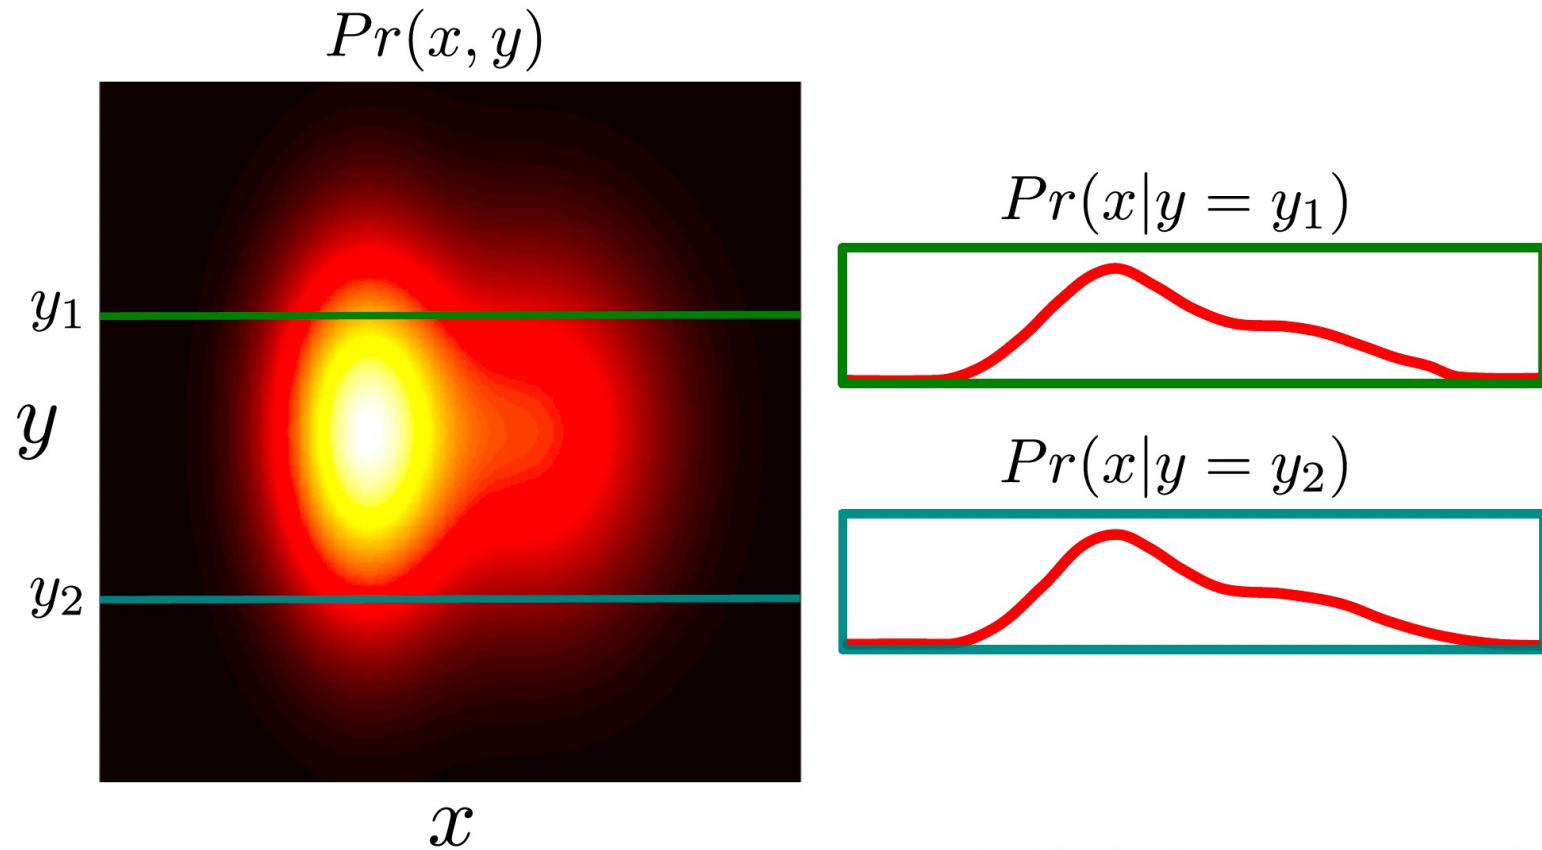 Pr(x, y)
y₁
y
y₂
x
Pr(x|y = y₁)
Pr(x|y = y₂)